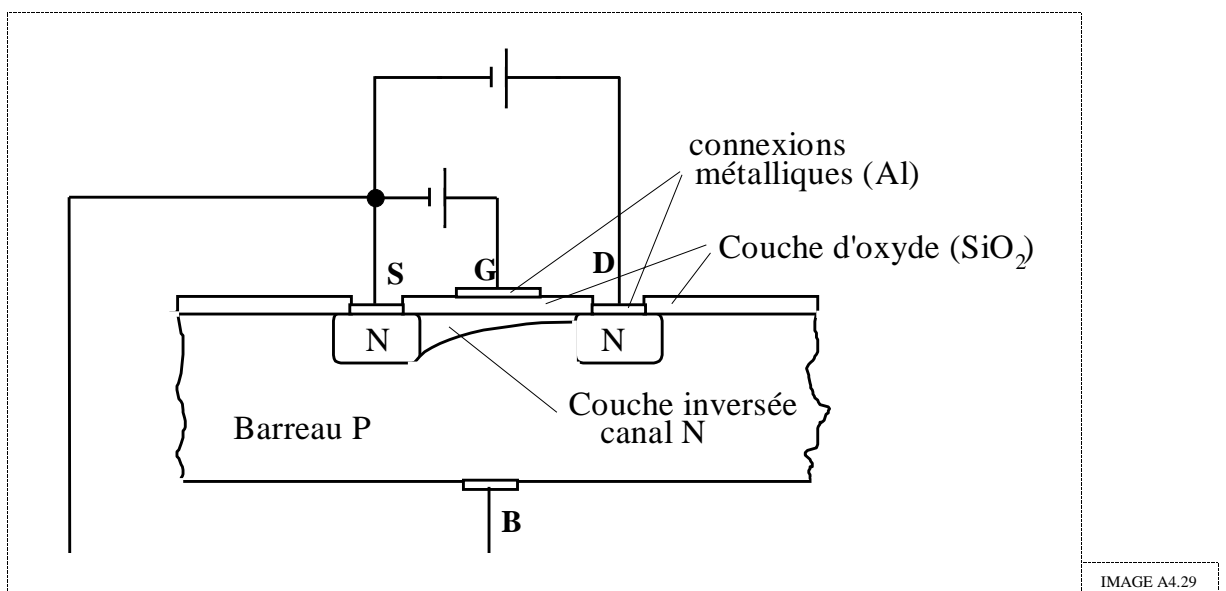 connexions
métalliques (Al)
Couche d'oxyde (SiO₂)
S
G
D
N
N
Couche inversée
canal N
Barreau P
B
IMAGE A4.29